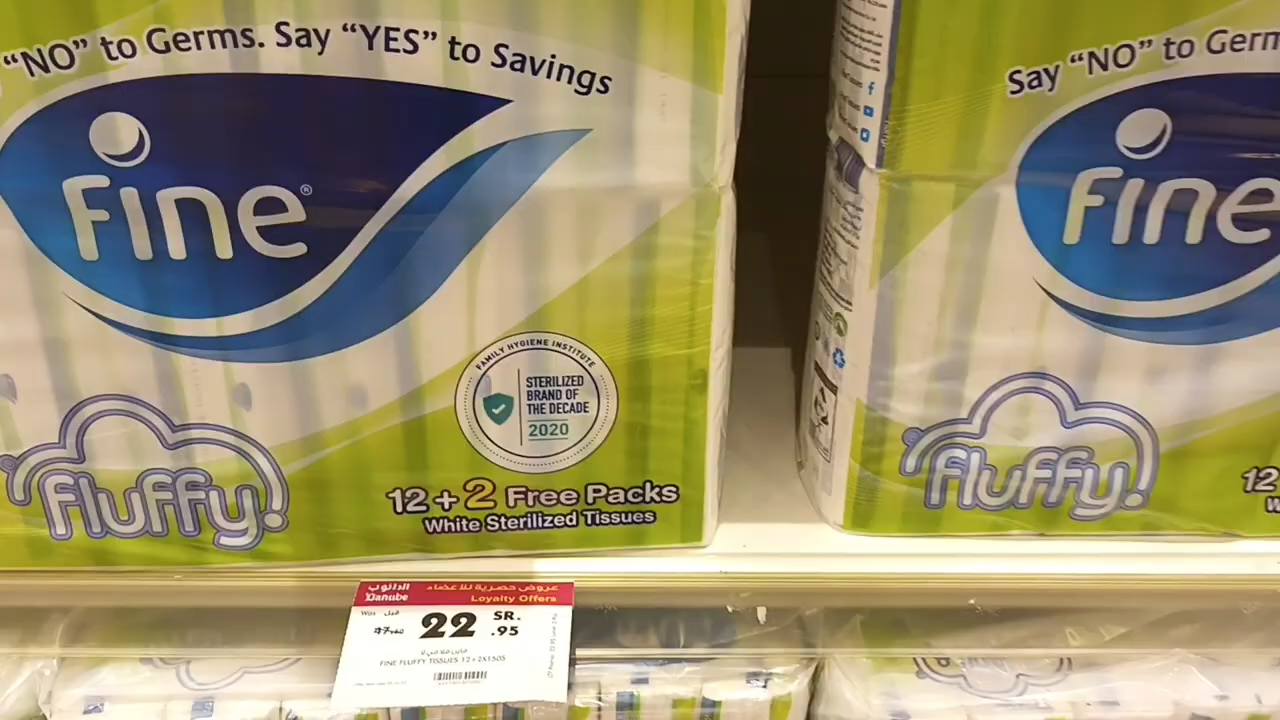 "NO" to Germs. Say "YES" to Savings
fine®
fluffy!
FAMILY HYGIENE INSTITUTE
STERILIZED
BRAND OF
THE DECADE
2020
12+2 Free Packs
White Sterilized Tissues
Say "NO" to Germ
fine
fluffy!
12
الدانوب
Danube
عروض حصرية للأعضاء
Loyalty Offers
Was قبل
22 SR.
.95
FINE FLUFFY TISSUES 12+2X150S